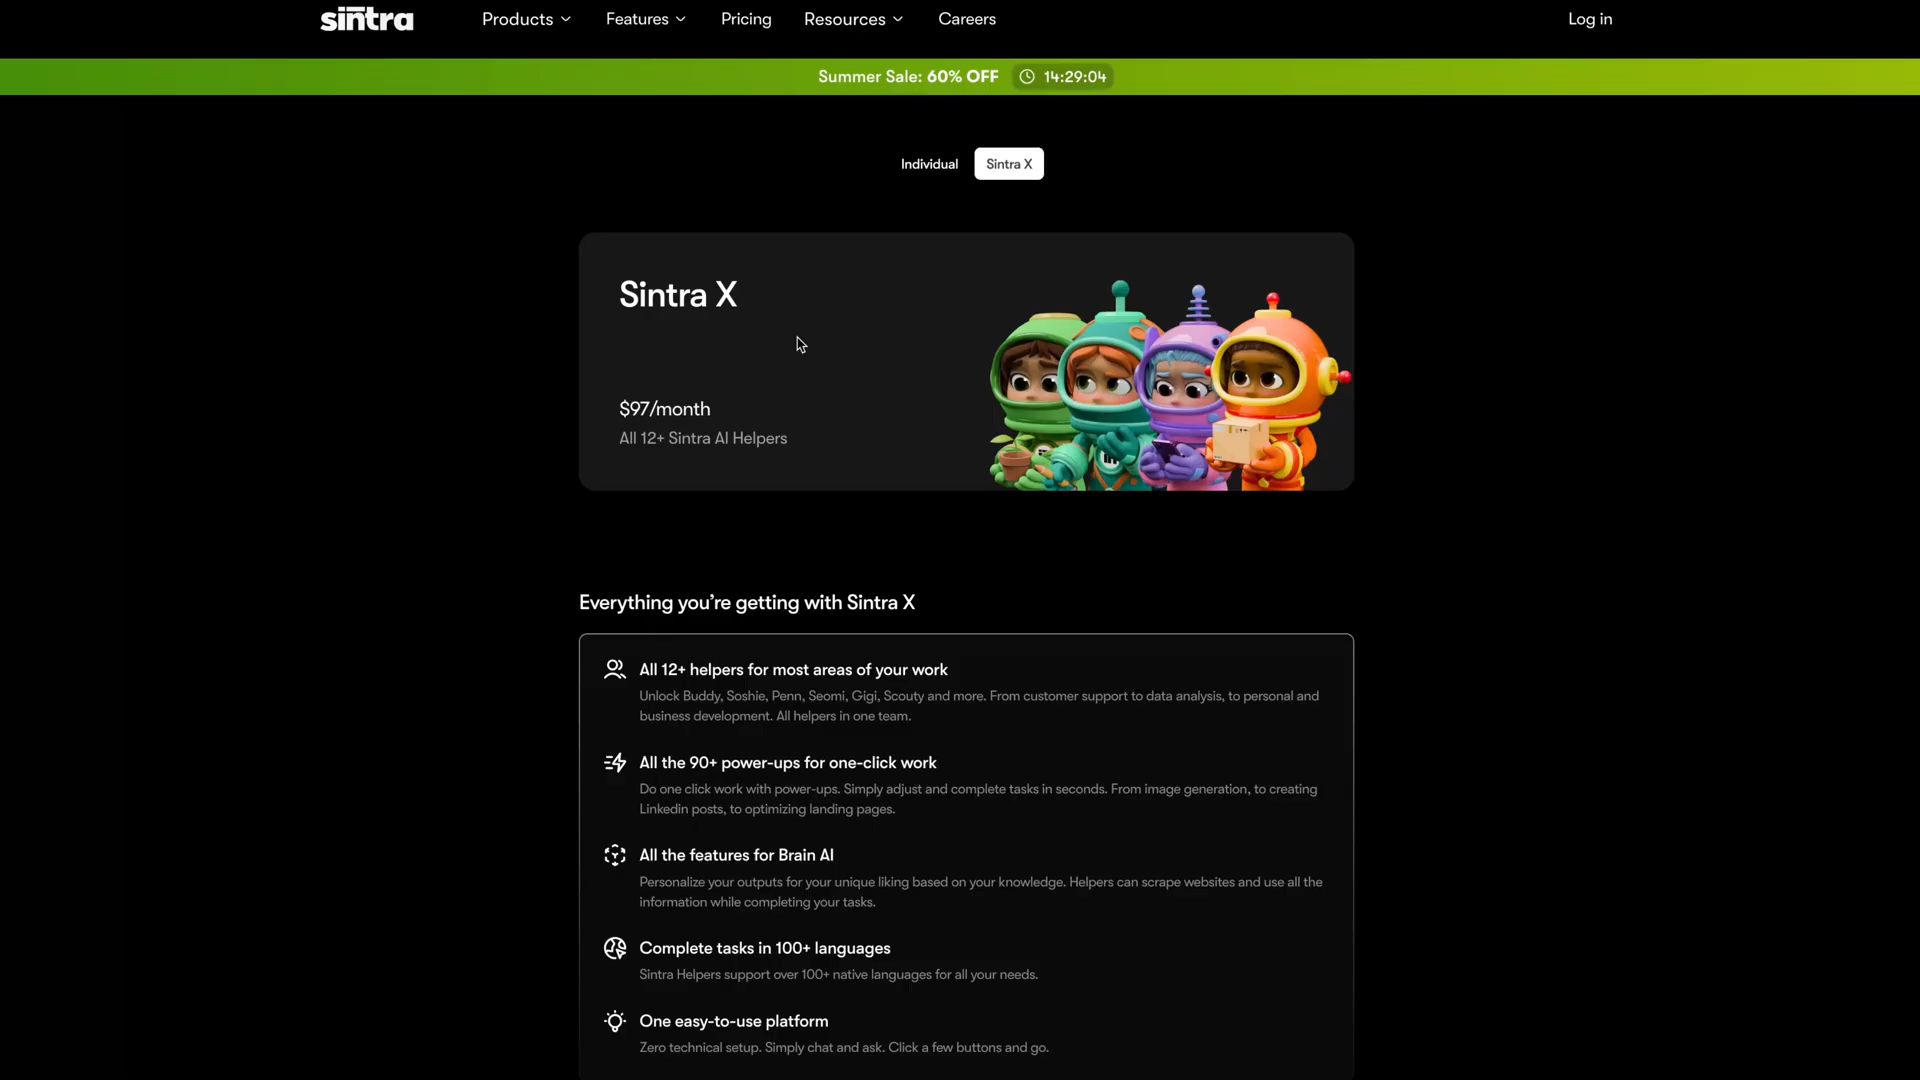 sintra
Products
Features
Pricing
Resources
Careers
Log in
Summer Sale: 60% OFF 14:29:04
Individual
Sintra X
Sintra X
$97/month
All 12+ Sintra AI Helpers
Everything you're getting with Sintra X
All 12+ helpers for most areas of your work
Unlock Buddy, Soshie, Penn, Seomi, Gigi, Scouty and more. From customer support to data analysis, to personal and
business development. All helpers in one team.
All the 90+ power-ups for one-click work
Do one click work with power-ups. Simply adjust and complete tasks in seconds. From image generation, to creating
Linkedin posts, to optimizing landing pages.
All the features for Brain AI
Personalize your outputs for your unique liking based on your knowledge. Helpers can scrape websites and use all the
information while completing your tasks.
Complete tasks in 100+ languages
Sintra Helpers support over 100+ native languages for all your needs.
One easy-to-use platform
Zero technical setup. Simply chat and ask. Click a few buttons and go.